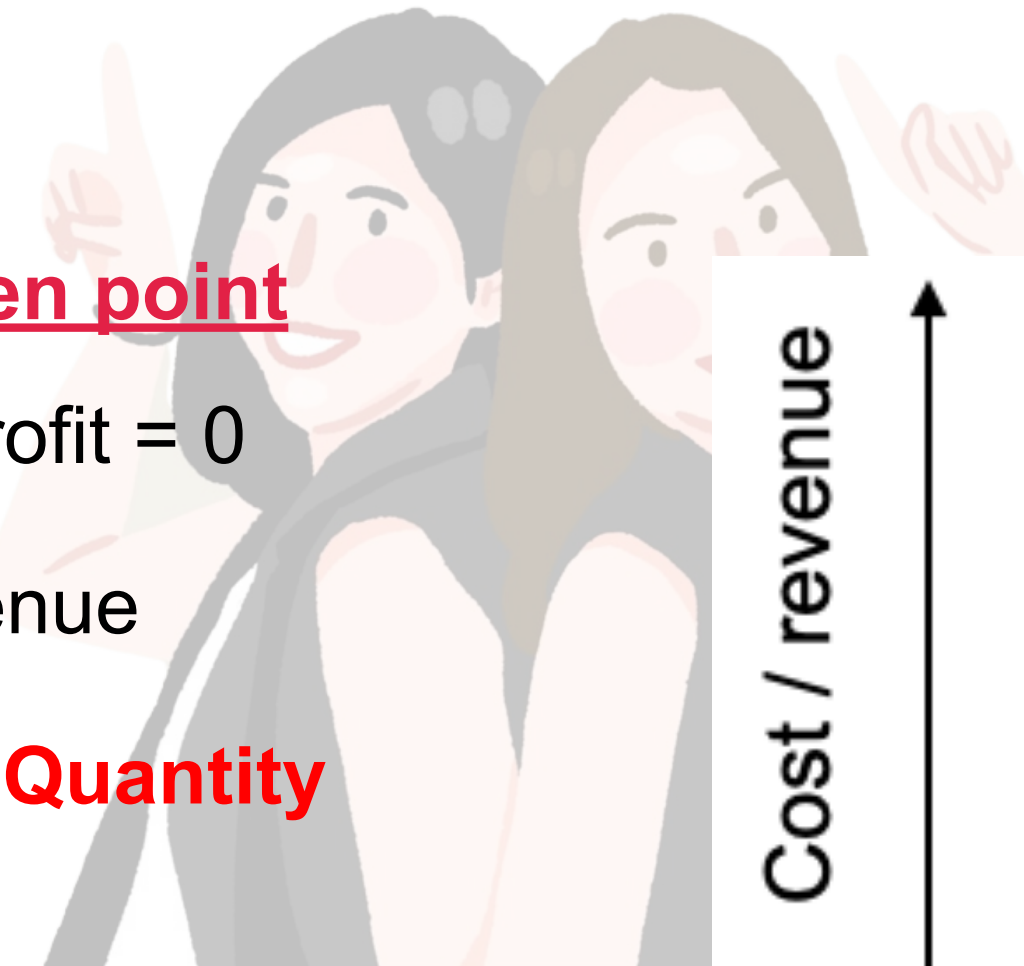 en point
rofit = 0
enue
Quantity
Cost / revenue